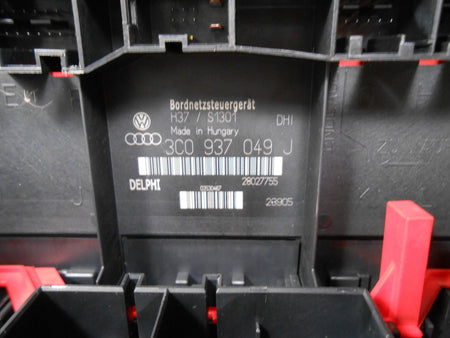 Bordnetzsteuergerät
H37 / S1301 DHI
Made in Hungary
3C0 937 049 J
DELPHI 28027755
28905